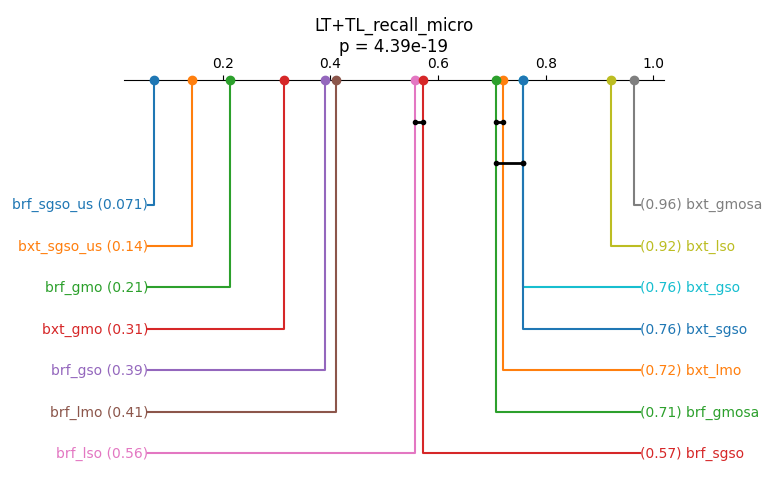 LT+TL_recall_micro
p = 4.39e-19
0.2 0.4 0.6 0.8 1.0
brf_sgso_us (0.071) (0.96) bxt_gmosa
bxt_sgso_us (0.14) (0.92) bxt_lso
brf_gmo (0.21) (0.76) bxt_gso
bxt_gmo (0.31) (0.76) bxt_sgso
brf_gso (0.39) (0.72) bxt_lmo
brf_lmo (0.41) (0.71) brf_gmosa
brf_lso (0.56) (0.57) brf_sgso